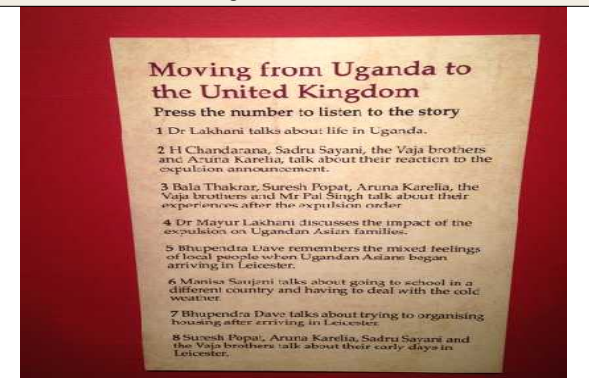 Moving from Uganda to
the United Kingdom
Press the number to listen to the story
1 Dr Lakhani talks about life in Uganda.
2 H Chandarana, Sadru Sayani, the Vaja brothers
and Aruna Karelia, talk about their reaction to the
expulsion announcement.
3 Bala Thakrar, Suresh Popat, Aruna Karelia, the
Vaja brothers and Mr Pal Singh talk about their
experiences after the expulsion order
4 Dr Mayur Lakhani discusses the impact of the
expulsion on Ugandan Asian families.
5 Bhupendra Dave remembers the mixed feelings
of local people when Ugandan Asians began
arriving in Leicester.
6 Manisa Saujani talks about going to school in a
different country and having to deal with the cold
weather
7 Bhupendra Dave talks about trying to organising
housing after arriving in Leicester
8 Suresh Popat, Aruna Karelia, Sadru Sayani and
the Vaja brothers talk about their early days in
Leicester.